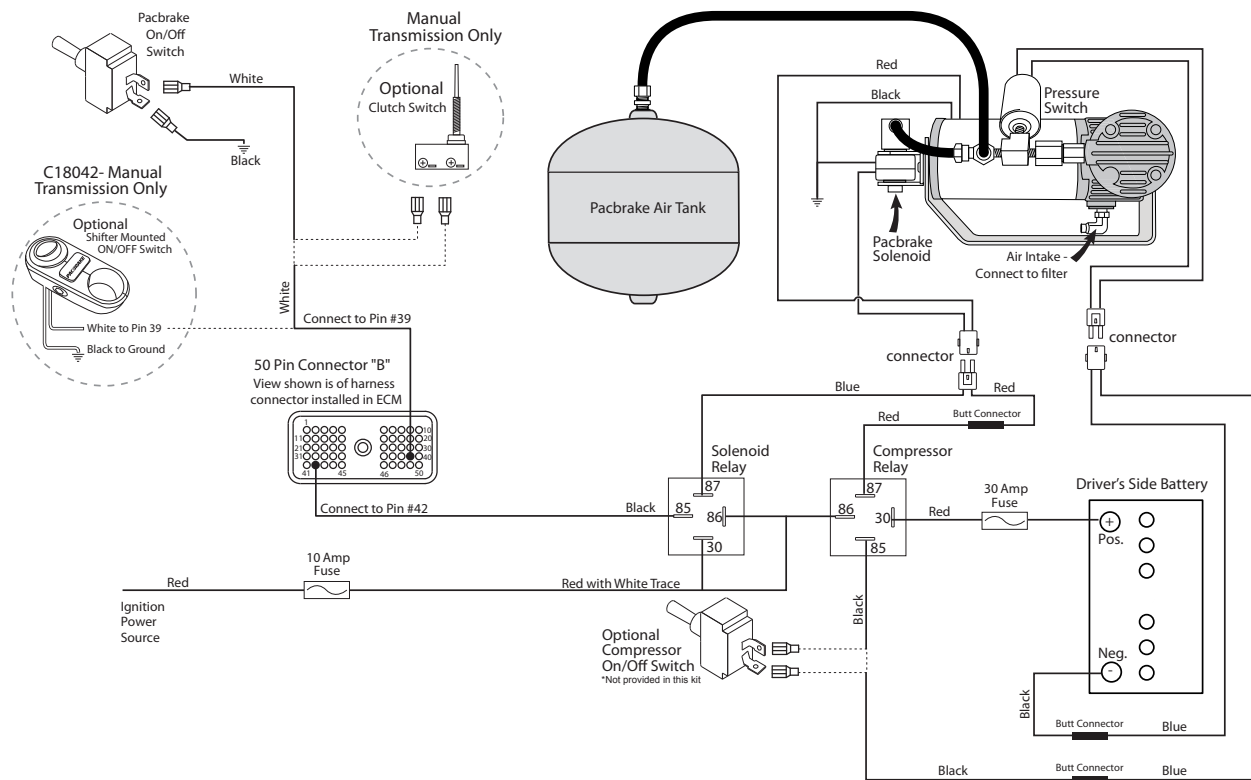 Pacbrake
On/Off
Switch
White
Black
Manual
Transmission Only
Optional
Clutch Switch
C18042- Manual
Transmission Only
Optional
Shifter Mounted
ON/OFF Switch
PACBRAKE
White to Pin 39
Black to Ground
White
Connect to Pin #39
50 Pin Connector "B"
View shown is of harness
connector installed in ECM
1
10
11
20
21
30
31
40
41
45
46
50
Connect to Pin #42
Black
Pacbrake Air Tank
Red
Black
Pressure
Switch
Pacbrake
Solenoid
Air Intake -
Connect to filter
connector
connector
Blue
Red
Red
Butt Connector
Solenoid
Relay
87
85
86
30
Compressor
Relay
87
86
30
85
Red
30 Amp
Fuse
Driver's Side Battery
+
Pos.
Neg.
-
10 Amp
Fuse
Red
Red with White Trace
Ignition
Power
Source
Optional
Compressor
On/Off Switch
*Not provided in this kit
Black
Black
Butt Connector
Blue
Black
Butt Connector
Blue